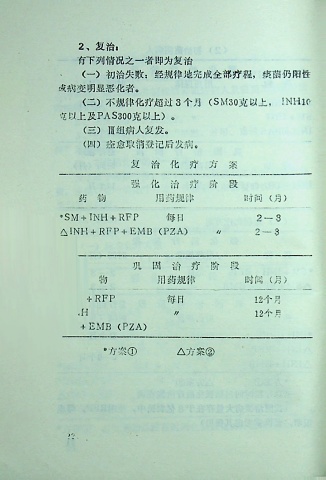 2、复治：
有下列情况之一者即为复治
（一）初治失败：经规律地完成全部疗程，痰菌仍阳性
或病变明显恶化者。
（二）不规律化疗超过3个月（SM30克以上， INH10
克以上及PAS300克以上）。
（三）Ⅲ组病人复发。
（四）痊愈取消登记后发病。
复治化疗方案
强化治疗阶段
药物 用药规律 时间（月）
*SM+INH+RFP 每日 2—3
△INH+RFP+EMB（PZA） 〃 2—3
巩固治疗阶段
物 用药规律 时间（月）
+RFP 每日 12个月
H 〃 12个月
+EMB（PZA）
*方案① △方案②